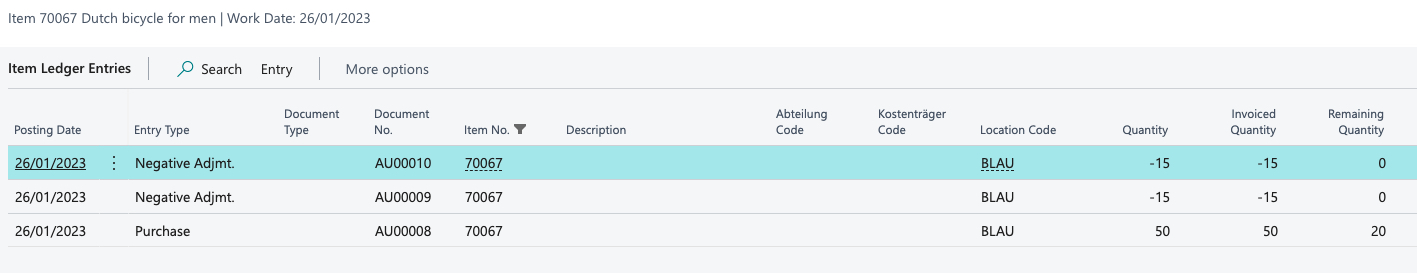 Item 70067 Dutch bicycle for men | Work Date: 26/01/2023
Item Ledger Entries Search Entry More options
Document Document Abteilung Kostenträger Invoiced Remaining
Posting Date Entry Type Type No. Item No. Description Code Code Location Code Quantity Quantity Quantity
26/01/2023 Negative Adjmt. AU00010 70067 BLAU -15 -15 0
26/01/2023 Negative Adjmt. AU00009 70067 BLAU -15 -15 0
26/01/2023 Purchase AU00008 70067 BLAU 50 50 20